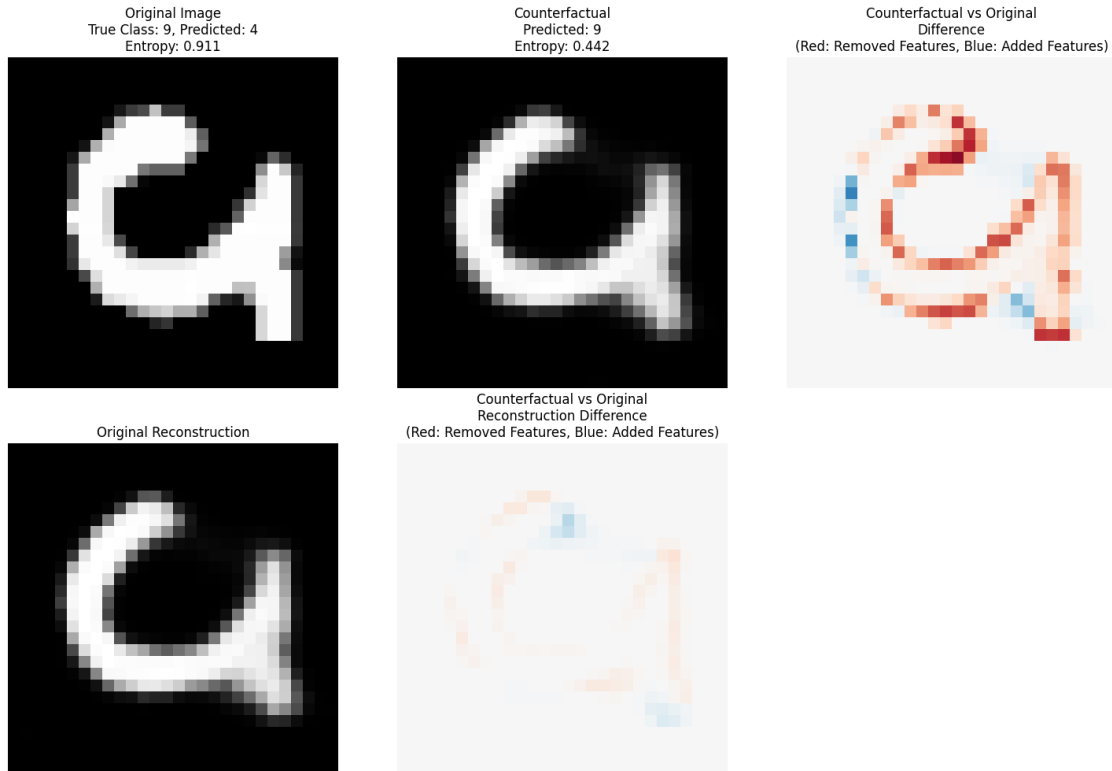 Original Image
True Class: 9, Predicted: 4
Entropy: 0.911
Counterfactual
Predicted: 9
Entropy: 0.442
Counterfactual vs Original
Difference
(Red: Removed Features, Blue: Added Features)
Original Reconstruction
Counterfactual vs Original
Reconstruction Difference
(Red: Removed Features, Blue: Added Features)